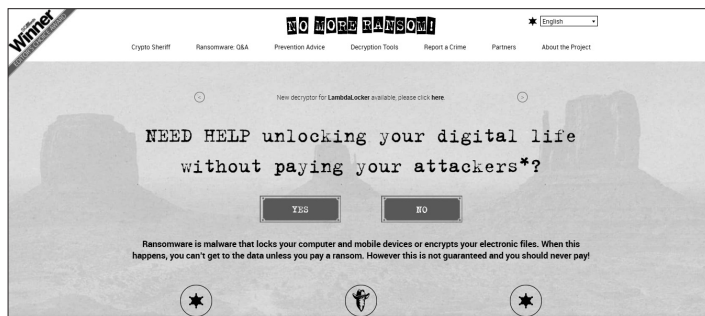 Winner
NO MORE RANSOM!
English
Crypto Sheriff
Ransomware: Q&A
Prevention Advice
Decryption Tools
Report a Crime
Partners
About the Project
New decryptor for LambdaLocker available, please click here.
NEED HELP unlocking your digital life
without paying your attackers*?
YES
NO
Ransomware is malware that locks your computer and mobile devices or encrypts your electronic files. When this
happens, you can't get to the data unless you pay a ransom. However this is not guaranteed and you should never pay!